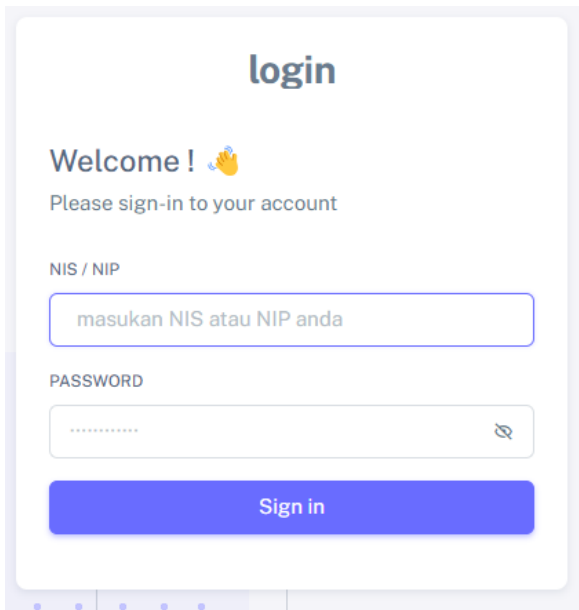 login
Welcome ! 👋
Please sign-in to your account
NIS / NIP
masukan NIS atau NIP anda
PASSWORD
············
Sign in